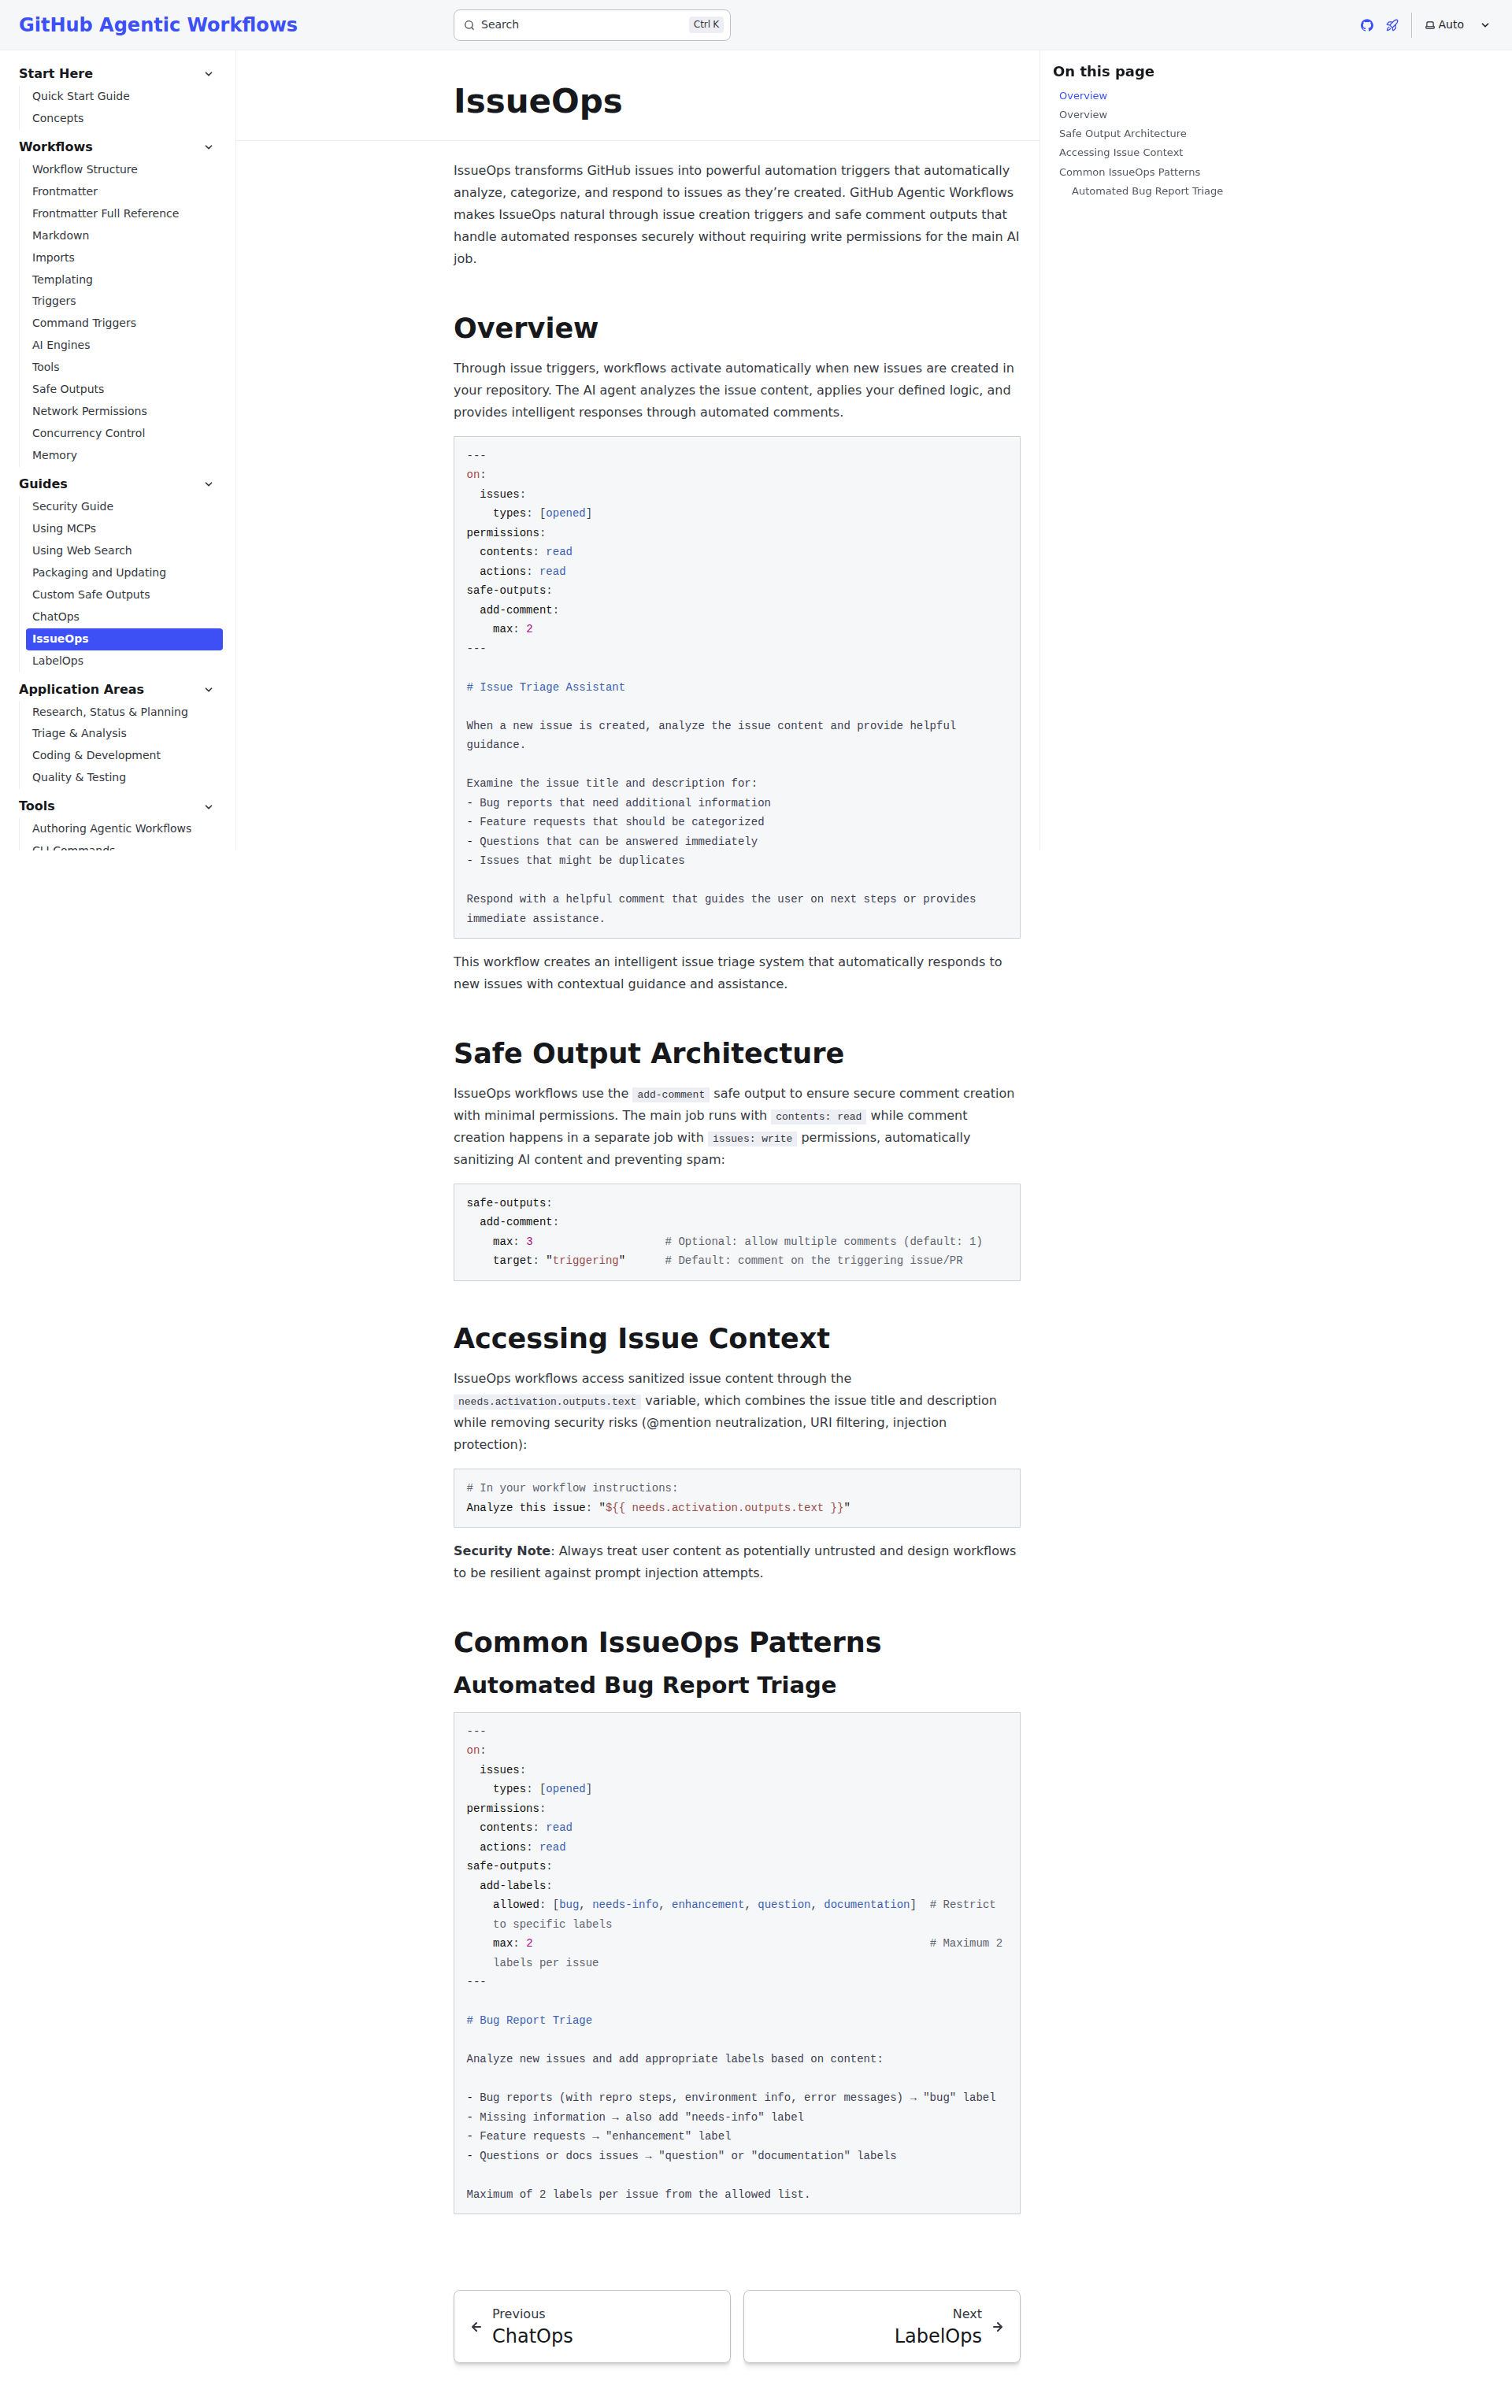 GitHub Agentic Workflows
Search
Ctrl K
Auto
Start Here
Quick Start Guide
Concepts
Workflows
Workflow Structure
Frontmatter
Frontmatter Full Reference
Markdown
Imports
Templating
Triggers
Command Triggers
AI Engines
Tools
Safe Outputs
Network Permissions
Concurrency Control
Memory
Guides
Security Guide
Using MCPs
Using Web Search
Packaging and Updating
Custom Safe Outputs
ChatOps
IssueOps
LabelOps
Application Areas
Research, Status & Planning
Triage & Analysis
Coding & Development
Quality & Testing
Tools
Authoring Agentic Workflows
CLI Commands
IssueOps
IssueOps transforms GitHub issues into powerful automation triggers that automatically
analyze, categorize, and respond to issues as they’re created. GitHub Agentic Workflows
makes IssueOps natural through issue creation triggers and safe comment outputs that
handle automated responses securely without requiring write permissions for the main AI
job.
Overview
Through issue triggers, workflows activate automatically when new issues are created in
your repository. The AI agent analyzes the issue content, applies your defined logic, and
provides intelligent responses through automated comments.
---
on:
  issues:
    types: [opened]
permissions:
  contents: read
  actions: read
safe-outputs:
  add-comment:
    max: 2
---
# Issue Triage Assistant
When a new issue is created, analyze the issue content and provide helpful
guidance.
Examine the issue title and description for:
- Bug reports that need additional information
- Feature requests that should be categorized
- Questions that can be answered immediately
- Issues that might be duplicates
Respond with a helpful comment that guides the user on next steps or provides
immediate assistance.
This workflow creates an intelligent issue triage system that automatically responds to
new issues with contextual guidance and assistance.
Safe Output Architecture
IssueOps workflows use the add-comment safe output to ensure secure comment creation
with minimal permissions. The main job runs with contents: read while comment
creation happens in a separate job with issues: write permissions, automatically
sanitizing AI content and preventing spam:
safe-outputs:
  add-comment:
    max: 3                    # Optional: allow multiple comments (default: 1)
    target: "triggering"      # Default: comment on the triggering issue/PR
Accessing Issue Context
IssueOps workflows access sanitized issue content through the
needs.activation.outputs.text variable, which combines the issue title and description
while removing security risks (@mention neutralization, URI filtering, injection
protection):
# In your workflow instructions:
Analyze this issue: "${{ needs.activation.outputs.text }}"
Security Note: Always treat user content as potentially untrusted and design workflows
to be resilient against prompt injection attempts.
Common IssueOps Patterns
Automated Bug Report Triage
---
on:
  issues:
    types: [opened]
permissions:
  contents: read
  actions: read
safe-outputs:
  add-labels:
    allowed: [bug, needs-info, enhancement, question, documentation]  # Restrict
    to specific labels
    max: 2                                                            # Maximum 2
    labels per issue
---
# Bug Report Triage
Analyze new issues and add appropriate labels based on content:
- Bug reports (with repro steps, environment info, error messages) → "bug" label
- Missing information → also add "needs-info" label
- Feature requests → "enhancement" label
- Questions or docs issues → "question" or "documentation" labels
Maximum of 2 labels per issue from the allowed list.
Previous
ChatOps
Next
LabelOps
On this page
Overview
Overview
Safe Output Architecture
Accessing Issue Context
Common IssueOps Patterns
Automated Bug Report Triage